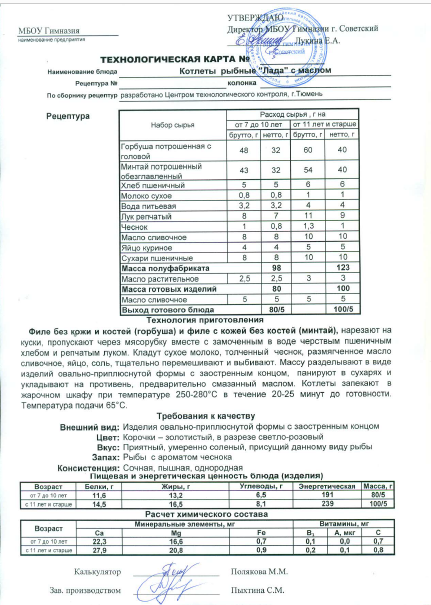 УТВЕРЖДАЮ
МБОУ Гимназия Директор МБОУ Гимназии г. Советский
наименование предприятия Лукина Е.А.
ТЕХНОЛОГИЧЕСКАЯ КАРТА №
Наименование блюда Котлеты рыбные "Лада" с маслом
Рецептура № колонка
По сборнику рецептур разработано Центром технологического контроля, г.Тюмень
Рецептура
Набор сырья Расход сырья , г на
от 7 до 10 лет от 11 и старше
брутто, г нетто, г брутто, г нетто, г
Горбуша потрошенная с головой 48 32 60 40
Минтай потрошенный обезглавленный 43 32 54 40
Хлеб пшеничный 5 5 6 6
Молоко сухое 0,8 0,8 1 1
Вода питьевая 3,2 3,2 4 4
Лук репчатый 8 7 11 9
Чеснок 1 0,8 1,3 1
Масло сливочное 8 8 10 10
Яйцо куриное 4 4 5 5
Сухари пшеничные 8 8 10 10
Масса полуфабриката 98 123
Масло растительное 2,5 2,5 3 3
Масса готовых изделий 80 100
Масло сливочное 5 5 5 5
Выход готового блюда 80/5 100/5
Технология приготовления
Филе без кожи и костей (горбуша) и филе с кожей без костей (минтай), нарезают на
куски, пропускают через мясорубку вместе с замоченным в воде черствым пшеничным
хлебом и репчатым луком. Кладут сухое молоко, толченный чеснок, размягченное масло
сливочное, яйцо, соль, тщательно перемешивают и выбивают. Массу разделывают в виде
изделий овально-приплюснутой формы с заостренным концом, панируют в сухарях и
укладывают на противень, предварительно смазанный маслом. Котлеты запекают в
жарочном шкафу при температуре 250-280°С в течение 20-25 минут до готовности.
Температура подачи 65°С.
Требования к качеству
Внешний вид: Изделия овально-приплюснутой формы с заостренным концом
Цвет: Корочки – золотистый, в разрезе светло-розовый
Вкус: Приятный, умеренно соленый, присущий данному виду рыбы
Запах: Рыбы с ароматом чеснока
Консистенция: Сочная, пышная, однородная
Пищевая и энергетическая ценность блюда (изделия)
Возраст Белки, г Жиры, г Углеводы, г Энергетическая Масса, г
от 7 до 10 лет 11,6 13,2 6,5 191 80/5
с 11 лет и старше 14,5 16,5 8,1 239 100/5
Расчет химического состава
Возраст Минеральные элементы, мг Витамины, мг
Ca Mg Fe B1 А, мкг С
от 7 до 10 лет 22,3 16,6 0,7 0,1 0,0 0,7
с 11 лет и старше 27,9 20,8 0,9 0,2 0,1 0,8
Калькулятор Полякова М.М.
Зав. производством Пыхтина С.М.